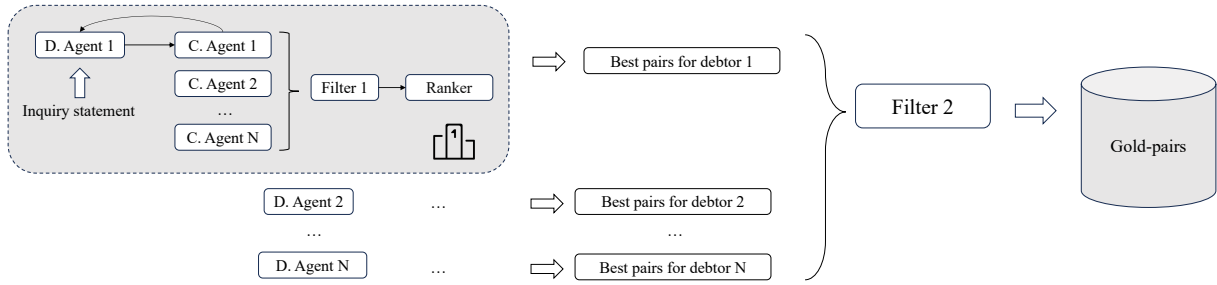 D. Agent 1
C. Agent 1
C. Agent 2
...
C. Agent N
Inquiry statement
Filter 1
Ranker
1
Best pairs for debtor 1
Filter 2
Gold-pairs
D. Agent 2
...
Best pairs for debtor 2
...
...
D. Agent N
...
Best pairs for debtor N